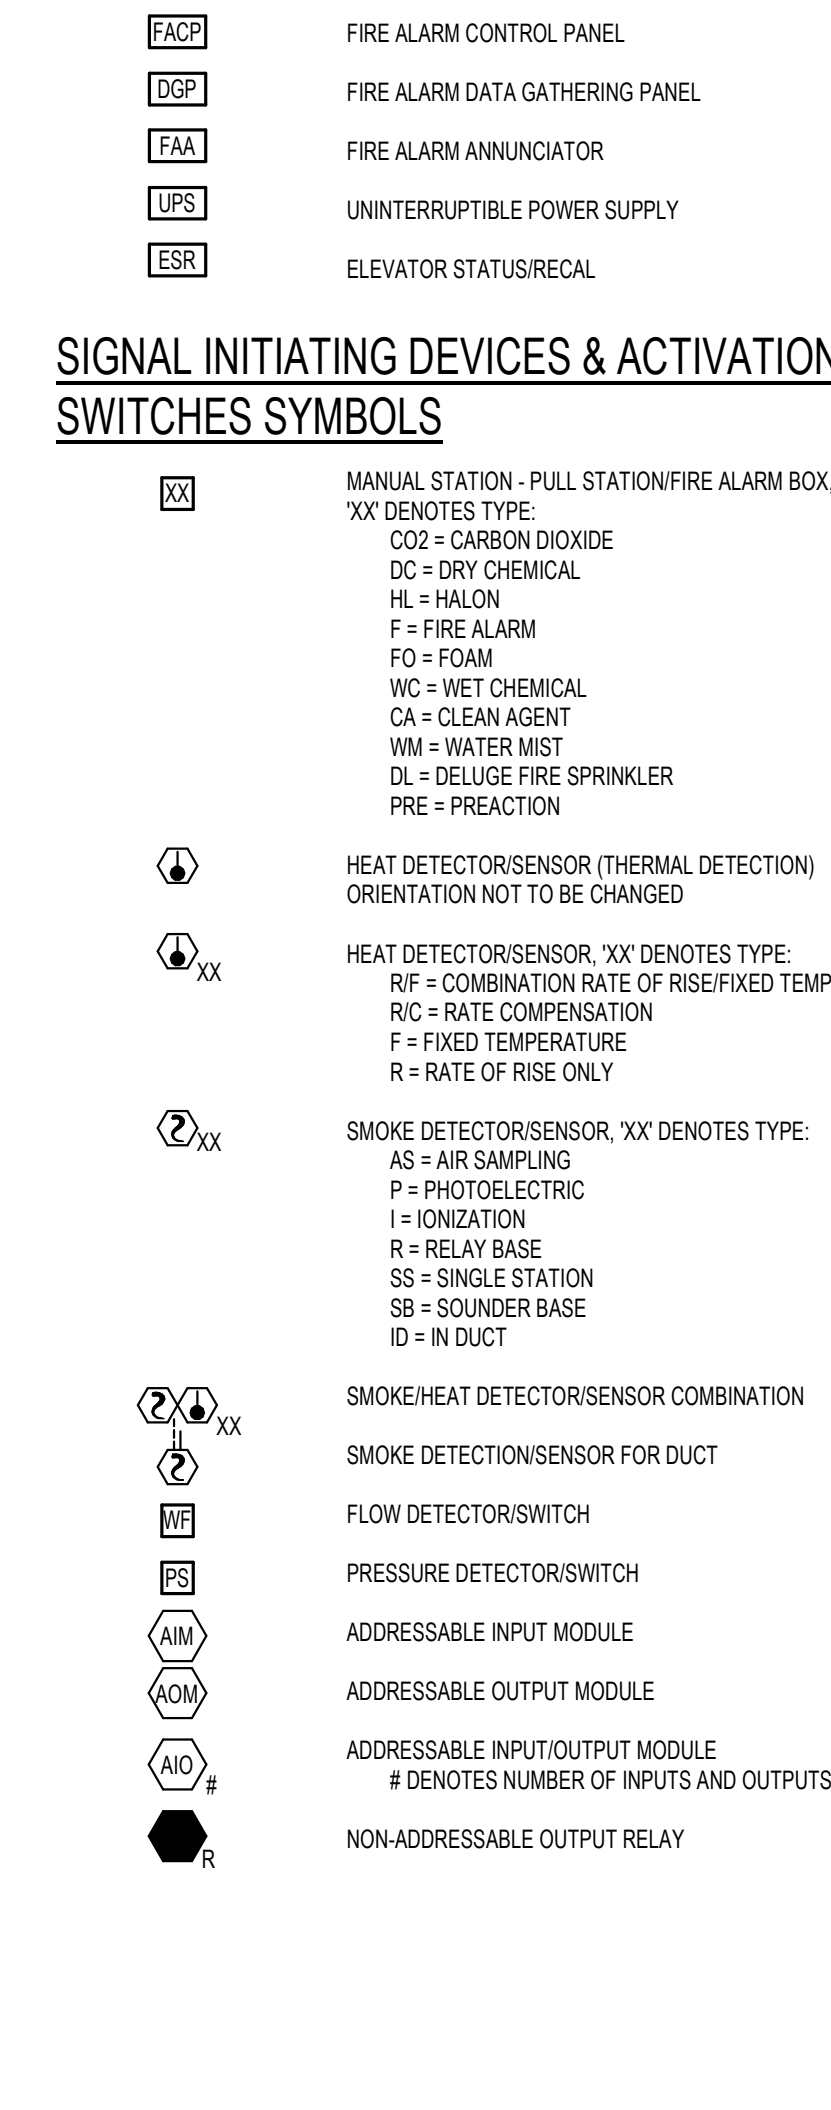 FACP FIRE ALARM CONTROL PANEL
DGP FIRE ALARM DATA GATHERING PANEL
FAA FIRE ALARM ANNUNCIATOR
UPS UNINTERRUPTIBLE POWER SUPPLY
ESR ELEVATOR STATUS/RECAL
SIGNAL INITIATING DEVICES & ACTIVATION
SWITCHES SYMBOLS
XX MANUAL STATION - PULL STATION/FIRE ALARM BOX,
'XX' DENOTES TYPE:
CO2 = CARBON DIOXIDE
DC = DRY CHEMICAL
HL = HALON
F = FIRE ALARM
FO = FOAM
WC = WET CHEMICAL
CA = CLEAN AGENT
WM = WATER MIST
DL = DELUGE FIRE SPRINKLER
PRE = PREACTION
HEAT DETECTOR/SENSOR (THERMAL DETECTION)
ORIENTATION NOT TO BE CHANGED
XX HEAT DETECTOR/SENSOR, 'XX' DENOTES TYPE:
R/F = COMBINATION RATE OF RISE/FIXED TEMP
R/C = RATE COMPENSATION
F = FIXED TEMPERATURE
R = RATE OF RISE ONLY
XX SMOKE DETECTOR/SENSOR, 'XX' DENOTES TYPE:
AS = AIR SAMPLING
P = PHOTOELECTRIC
I = IONIZATION
R = RELAY BASE
SS = SINGLE STATION
SB = SOUNDER BASE
ID = IN DUCT
XX SMOKE/HEAT DETECTOR/SENSOR COMBINATION
SMOKE DETECTION/SENSOR FOR DUCT
WF FLOW DETECTOR/SWITCH
PS PRESSURE DETECTOR/SWITCH
AIM ADDRESSABLE INPUT MODULE
AOM ADDRESSABLE OUTPUT MODULE
AIO # ADDRESSABLE INPUT/OUTPUT MODULE
# DENOTES NUMBER OF INPUTS AND OUTPUTS
R NON-ADDRESSABLE OUTPUT RELAY